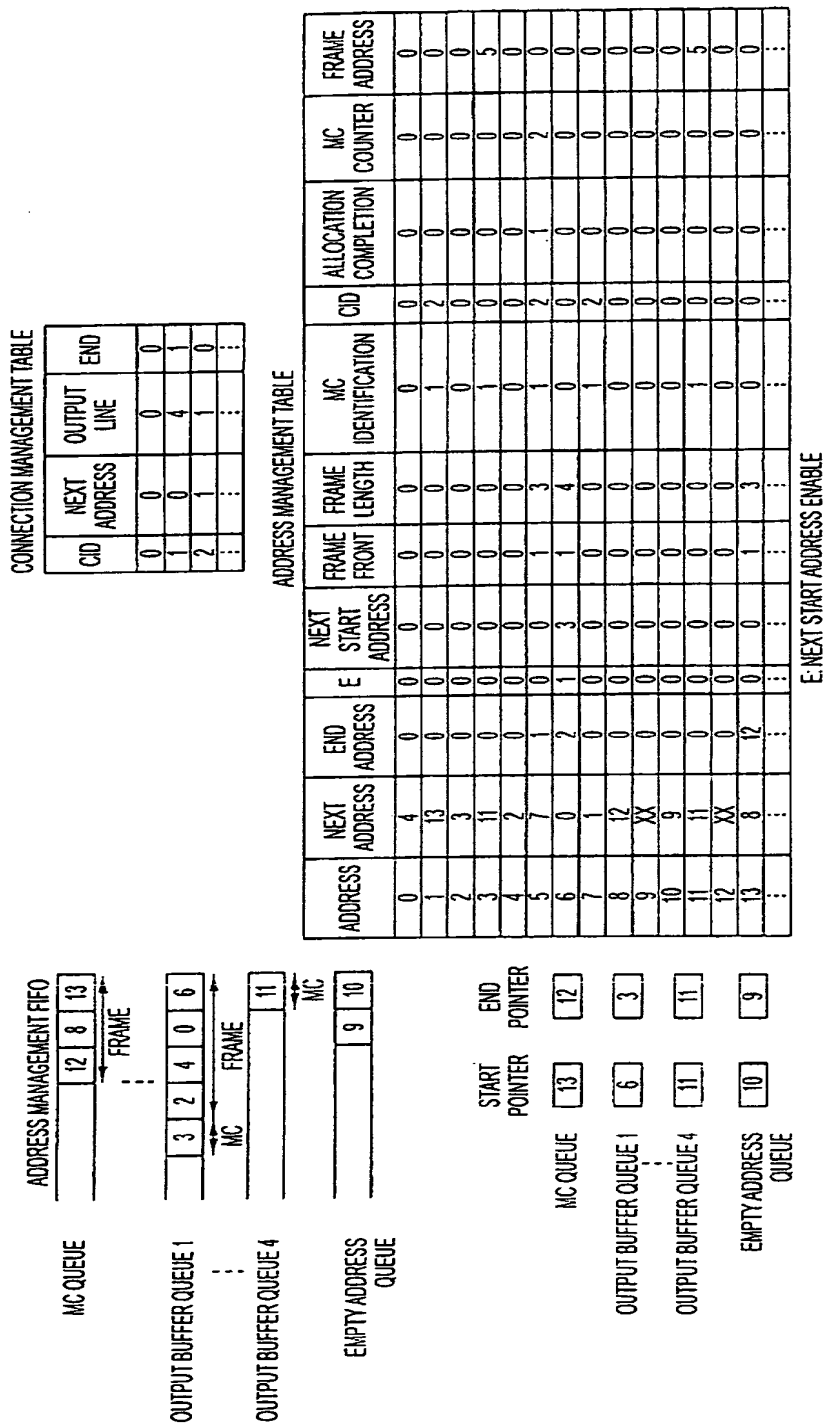 ADDRESS MANAGEMENT FIFO
MC QUEUE
12 8 13
FRAME
OUTPUT BUFFER QUEUE 1
3 2 4 0 6
MC FRAME
OUTPUT BUFFER QUEUE 4
11
MC
EMPTY ADDRESS QUEUE
9 10
START POINTER END POINTER
MC QUEUE 13 12
OUTPUT BUFFER QUEUE 1 6 3
OUTPUT BUFFER QUEUE 4 11 11
EMPTY ADDRESS QUEUE 10 9
CONNECTION MANAGEMENT TABLE
CID NEXT ADDRESS OUTPUT LINE END
0 0 0 0
1 0 4 1
2 1 1 0
ADDRESS MANAGEMENT TABLE
ADDRESS NEXT ADDRESS END ADDRESS E NEXT START ADDRESS FRAME FRONT FRAME LENGTH MC IDENTIFICATION CID ALLOCATION COMPLETION MC COUNTER FRAME ADDRESS
0 4 0 0 0 0 0 0 0 0 0 0
1 13 0 0 0 0 0 1 2 0 0 0
2 3 0 0 0 0 0 0 0 0 0 0
3 11 0 0 0 0 0 1 0 0 0 5
4 2 0 0 0 0 0 0 0 0 0 0
5 7 1 0 0 1 3 1 2 1 2 0
6 0 2 1 3 1 4 0 0 0 0 0
7 1 0 0 0 0 0 1 2 0 0 0
8 12 0 0 0 0 0 0 0 0 0 0
9 XX 0 0 0 0 0 0 0 0 0 0
10 9 0 0 0 0 0 0 0 0 0 0
11 11 0 0 0 0 0 1 0 0 0 5
12 XX 0 0 0 0 0 0 0 0 0 0
13 8 12 0 0 1 3 0 0 0 0 0
E: NEXT START ADDRESS ENABLE